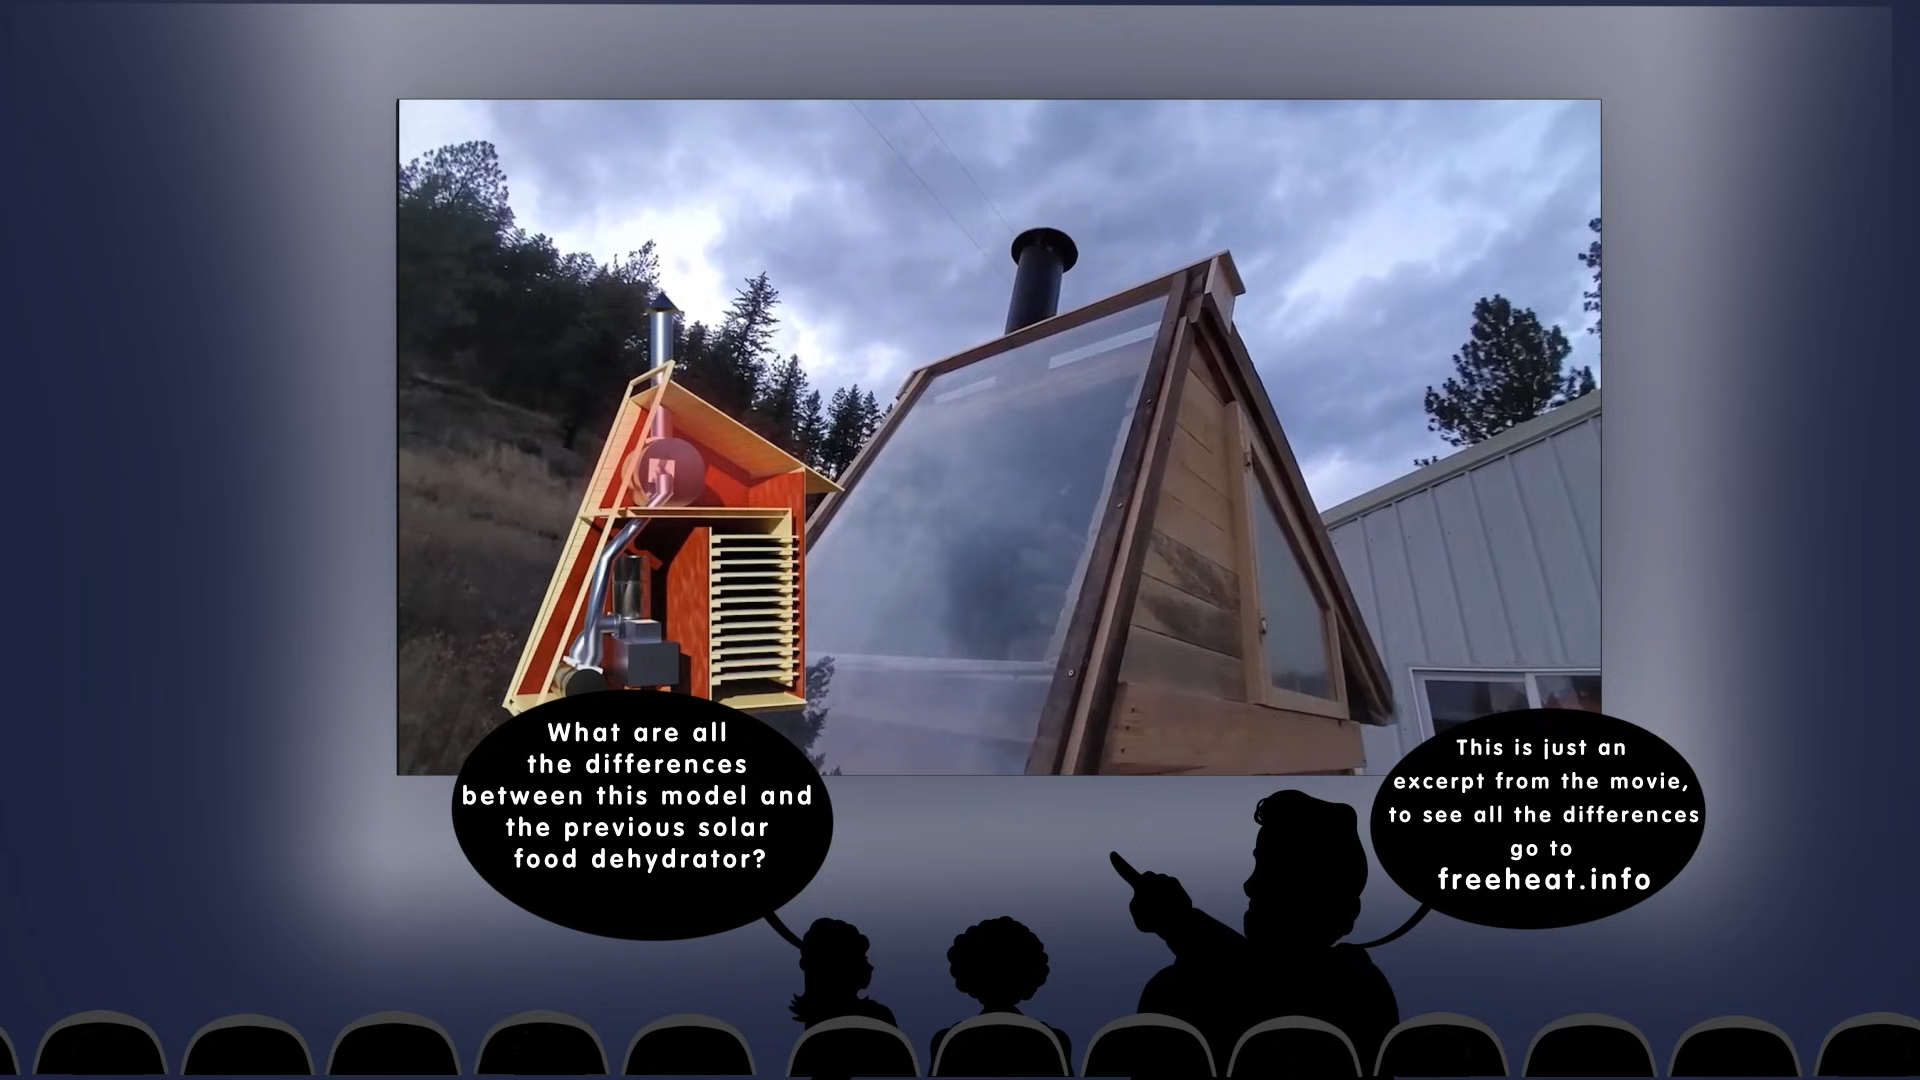 What are all
the differences
between this model and
the previous solar
food dehydrator?
This is just an
excerpt from the movie,
to see all the differences
go to
freeheat.info